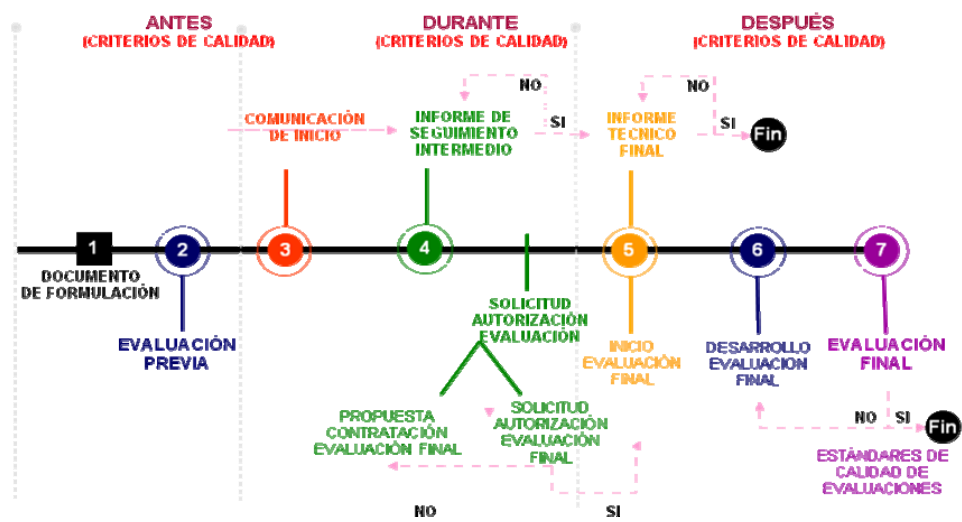 ANTES
(CRITERIOS DE CALIDAD)
DURANTE
(CRITERIOS DE CALIDAD)
DESPUÉS
(CRITERIOS DE CALIDAD)
COMUNICACIÓN
DE INICIO
INFORME DE
SEGUIMIENTO
INTERMEDIO
NO
SI
INFORME
TECNICO
FINAL
NO
SI
Fin
1
2
3
4
5
6
7
DOCUMENTO
DE FORMULACIÓN
EVALUACIÓN
PREVIA
SOLICITUD
AUTORIZACIÓN
EVALUACIÓN
INICIO
EVALUACION
FINAL
DESARROLLO
EVALUACION
FINAL
EVALUACIÓN
FINAL
PROPUESTA
CONTRATACIÓN
EVALUACIÓN FINAL
SOLICITUD
AUTORIZACIÓN
EVALUACIÓN
FINAL
NO
SI
NO
SI
Fin
ESTÁNDARES DE
CALIDAD DE
EVALUACIONES